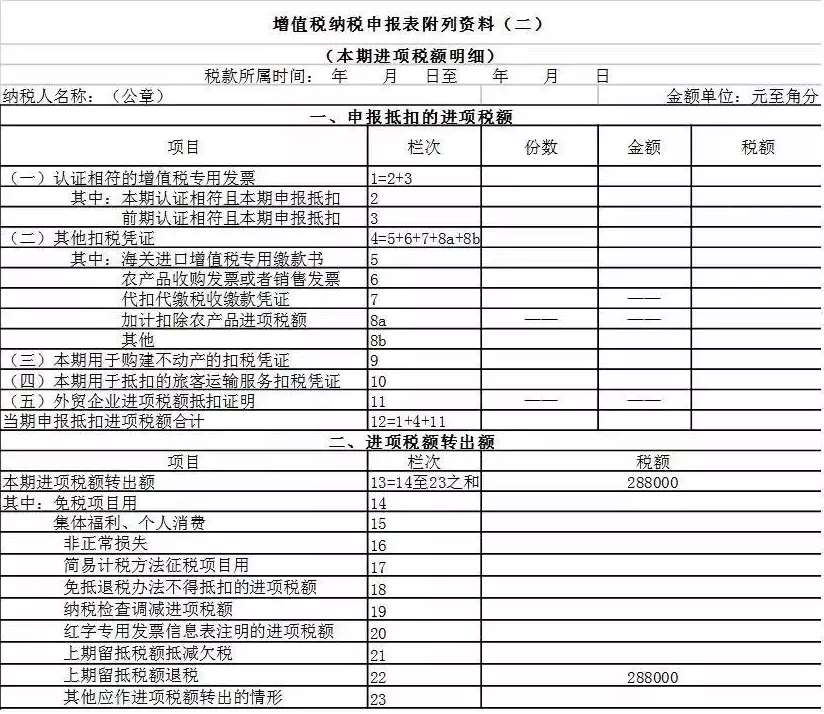 增值税纳税申报表附列资料（二）
（本期进项税额明细）
税款所属时间： 年 月 日至 年 月 日
纳税人名称：（公章） 金额单位：元至角分
一、申报抵扣的进项税额
项目 栏次 份数 金额 税额
（一）认证相符的增值税专用发票 1=2+3
其中：本期认证相符且本期申报抵扣 2
前期认证相符且本期申报抵扣 3
（二）其他扣税凭证 4=5+6+7+8a+8b
其中：海关进口增值税专用缴款书 5
农产品收购发票或者销售发票 6
代扣代缴税收缴款凭证 7 ——
加计扣除农产品进项税额 8a —— ——
其他 8b
（三）本期用于购建不动产的扣税凭证 9
（四）本期用于抵扣的旅客运输服务扣税凭证 10
（五）外贸企业进项税额抵扣证明 11 —— ——
当期申报抵扣进项税额合计 12=1+4+11
二、进项税额转出额
项目 栏次 税额
本期进项税额转出额 13=14至23之和 288000
其中：免税项目用 14
集体福利、个人消费 15
非正常损失 16
简易计税方法征税项目用 17
免抵退税办法不得抵扣的进项税额 18
纳税检查调减进项税额 19
红字专用发票信息表注明的进项税额 20
上期留抵税额抵减欠税 21
上期留抵税额退税 22 288000
其他应作进项税额转出的情形 23